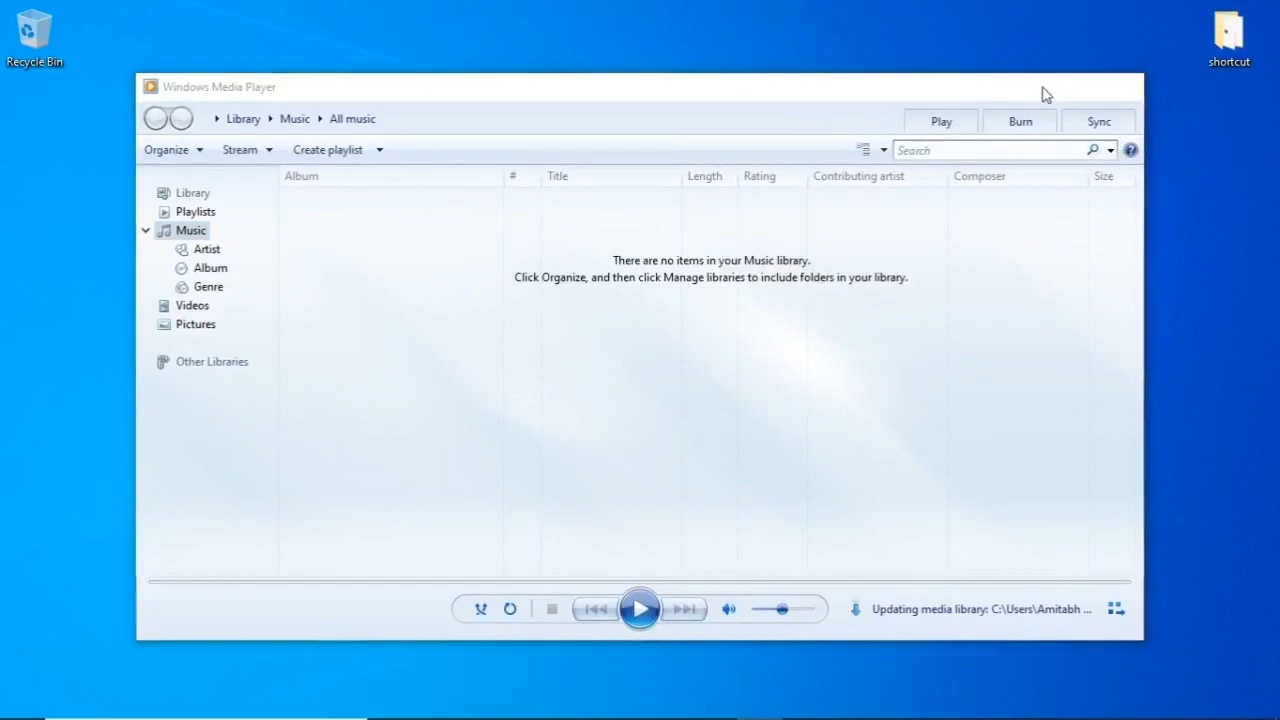 Recycle Bin
shortcut
Windows Media Player
Library Music All music
Play Burn Sync
Organize Stream Create playlist Search
Album # Title Length Rating Contributing artist Composer Size
Library
Playlists
Music
Artist
Album
Genre
Videos
Pictures
Other Libraries
There are no items in your Music library.
Click Organize, and then click Manage libraries to include folders in your library.
Updating media library: C:\Users\Amitabh ...